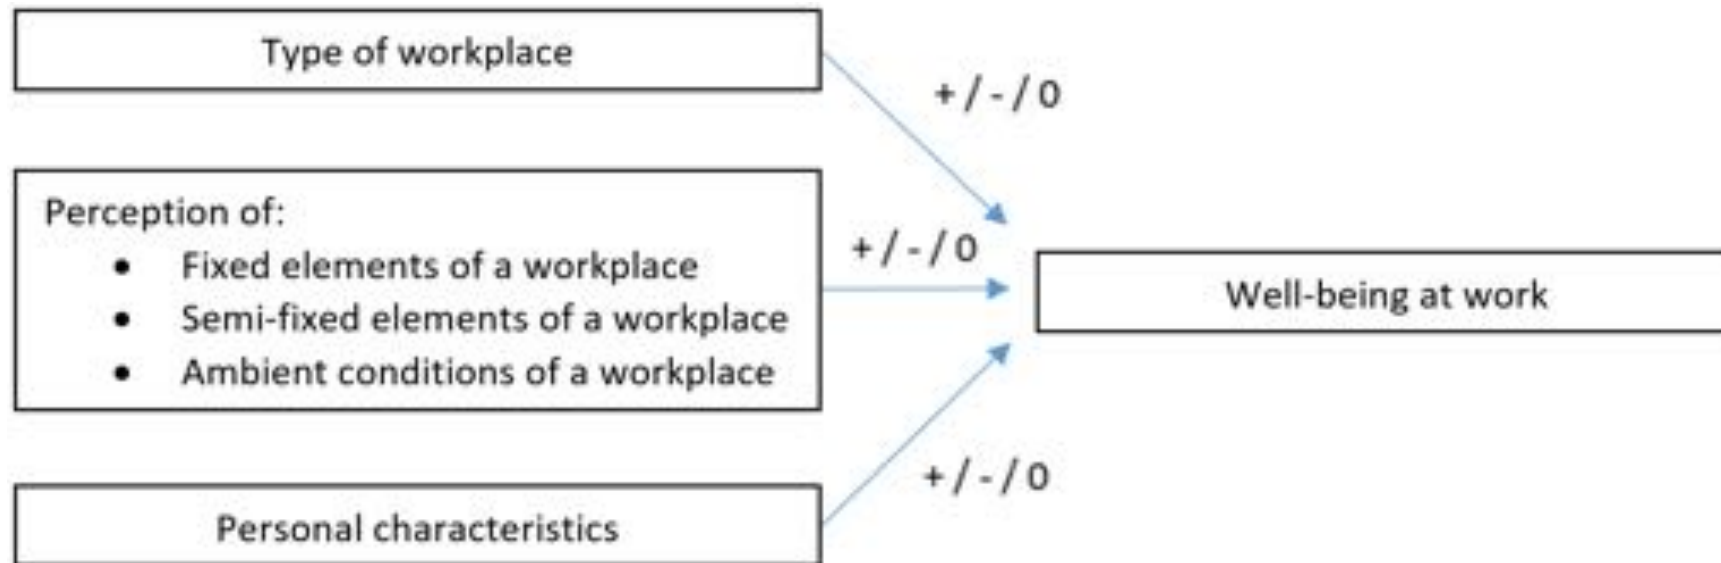 Type of workplace
+ / - / 0
Perception of:
• Fixed elements of a workplace
• Semi-fixed elements of a workplace
• Ambient conditions of a workplace
+ / - / 0
Well-being at work
+ / - / 0
Personal characteristics